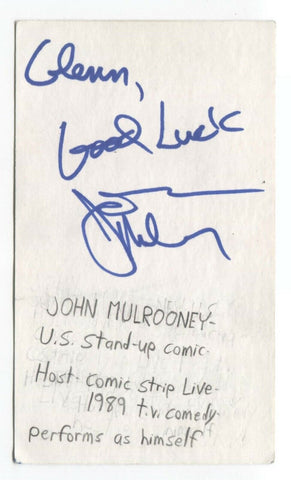 Glenn,
Good Luck
JOHN MULROONEY-
U.S. Stand-up comic.
Host- comic strip Live-
1989 t.v. comedy-
performs as himself